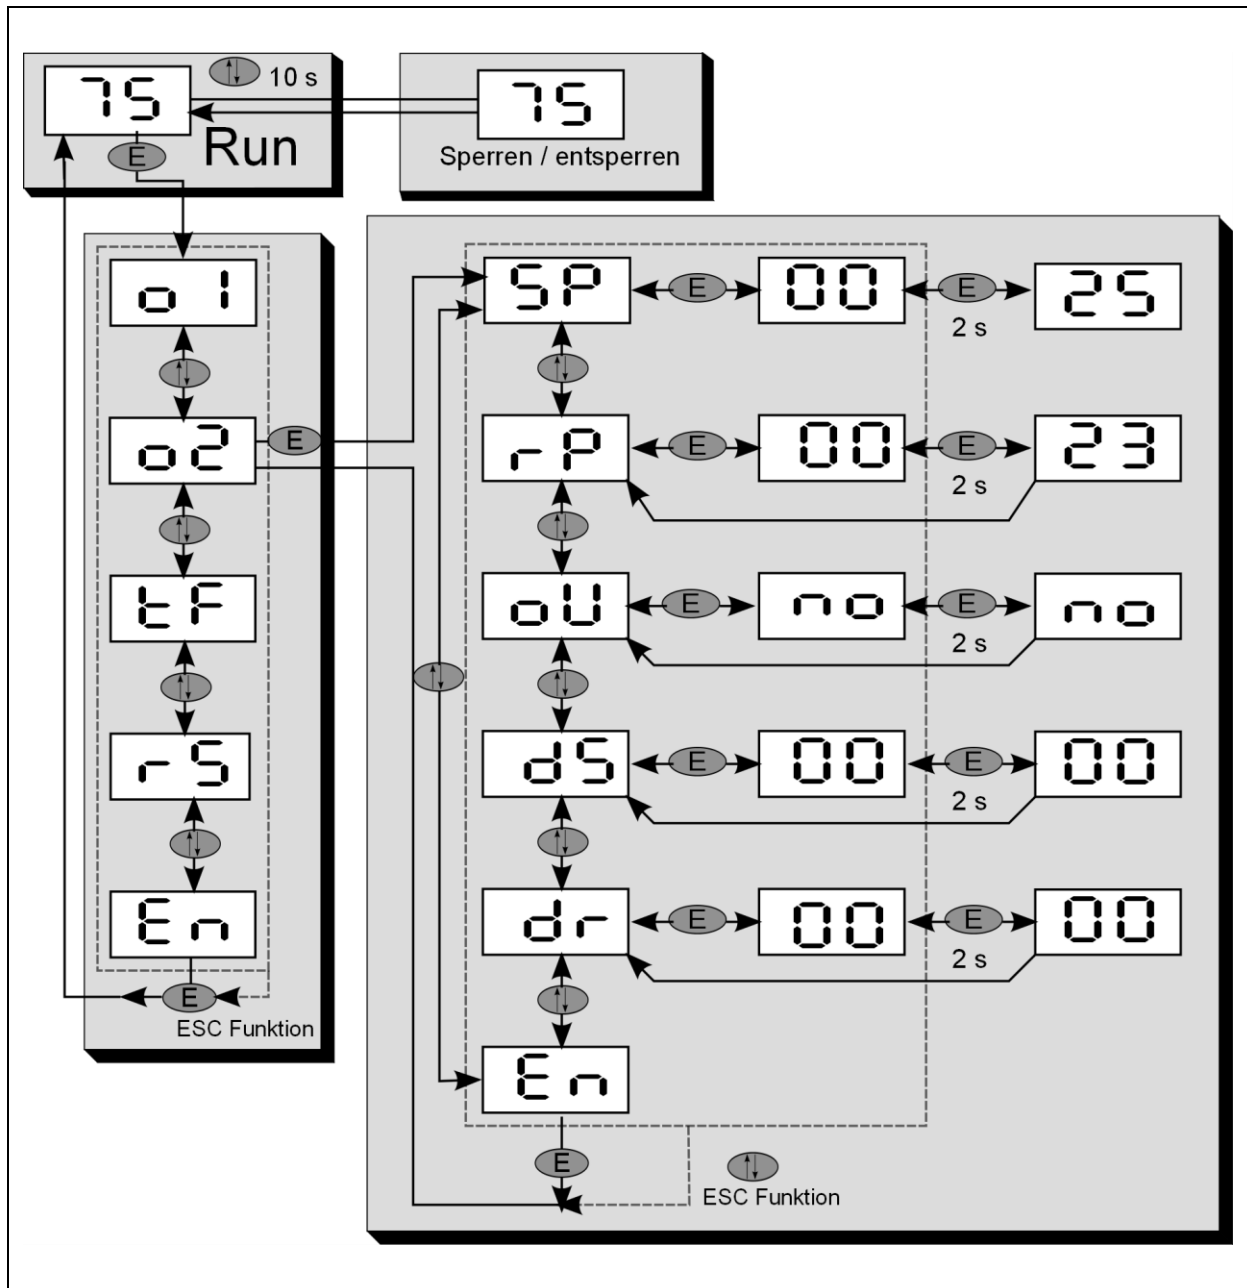 75
10 s
Run
E
75
Sperren / entsperren
o1
o2
E
tF
rS
En
E
ESC Funktion
SP
E
00
E
2 s
25
rP
E
00
E
2 s
23
oU
E
no
E
2 s
no
dS
E
00
E
2 s
00
dr
E
00
E
2 s
00
En
E
ESC Funktion